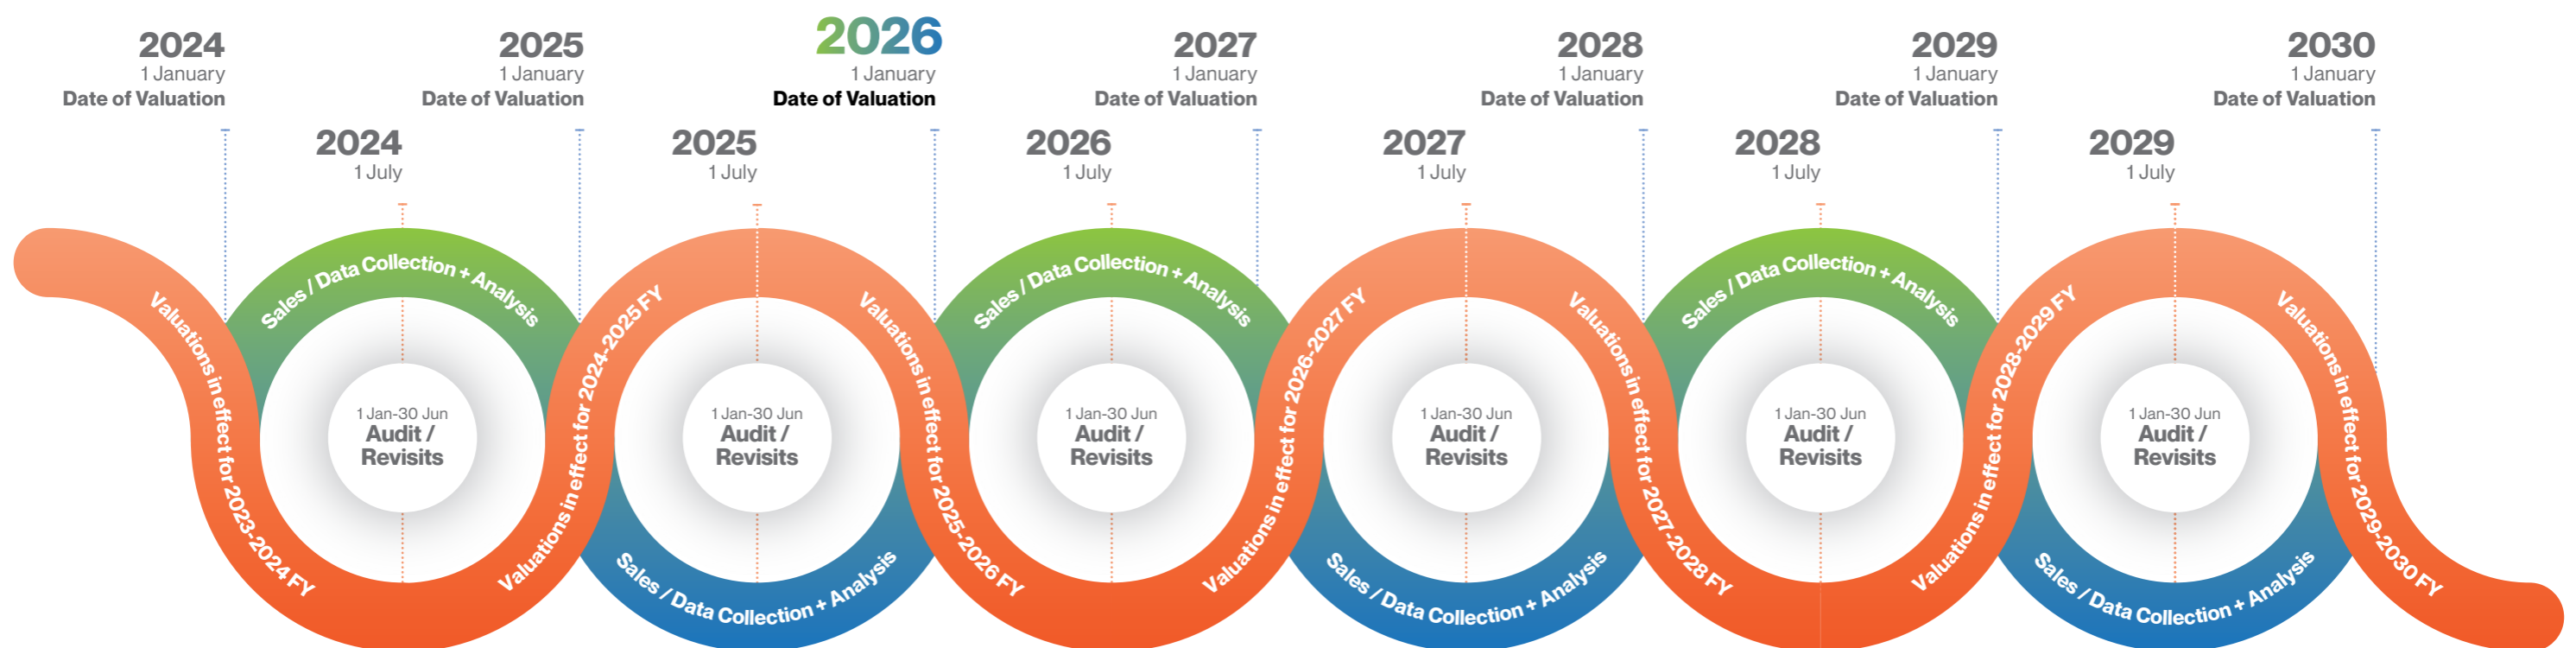 2024
1 January
Date of Valuation
2025
1 January
Date of Valuation
2026
1 January
Date of Valuation
2027
1 January
Date of Valuation
2028
1 January
Date of Valuation
2029
1 January
Date of Valuation
2030
1 January
Date of Valuation
2024
1 July
2025
1 July
2026
1 July
2027
1 July
2028
1 July
2029
1 July
Valuations in effect for 2023-2024 FY
Sales / Data Collection + Analysis
1 Jan-30 Jun
Audit /
Revisits
Valuations in effect for 2024-2025 FY
1 Jan-30 Jun
Audit /
Revisits
Sales / Data Collection + Analysis
Valuations in effect for 2025-2026 FY
Sales / Data Collection + Analysis
1 Jan-30 Jun
Audit /
Revisits
Valuations in effect for 2026-2027 FY
1 Jan-30 Jun
Audit /
Revisits
Sales / Data Collection + Analysis
Valuations in effect for 2027-2028 FY
Sales / Data Collection + Analysis
1 Jan-30 Jun
Audit /
Revisits
Valuations in effect for 2028-2029 FY
1 Jan-30 Jun
Audit /
Revisits
Sales / Data Collection + Analysis
Valuations in effect for 2029-2030 FY